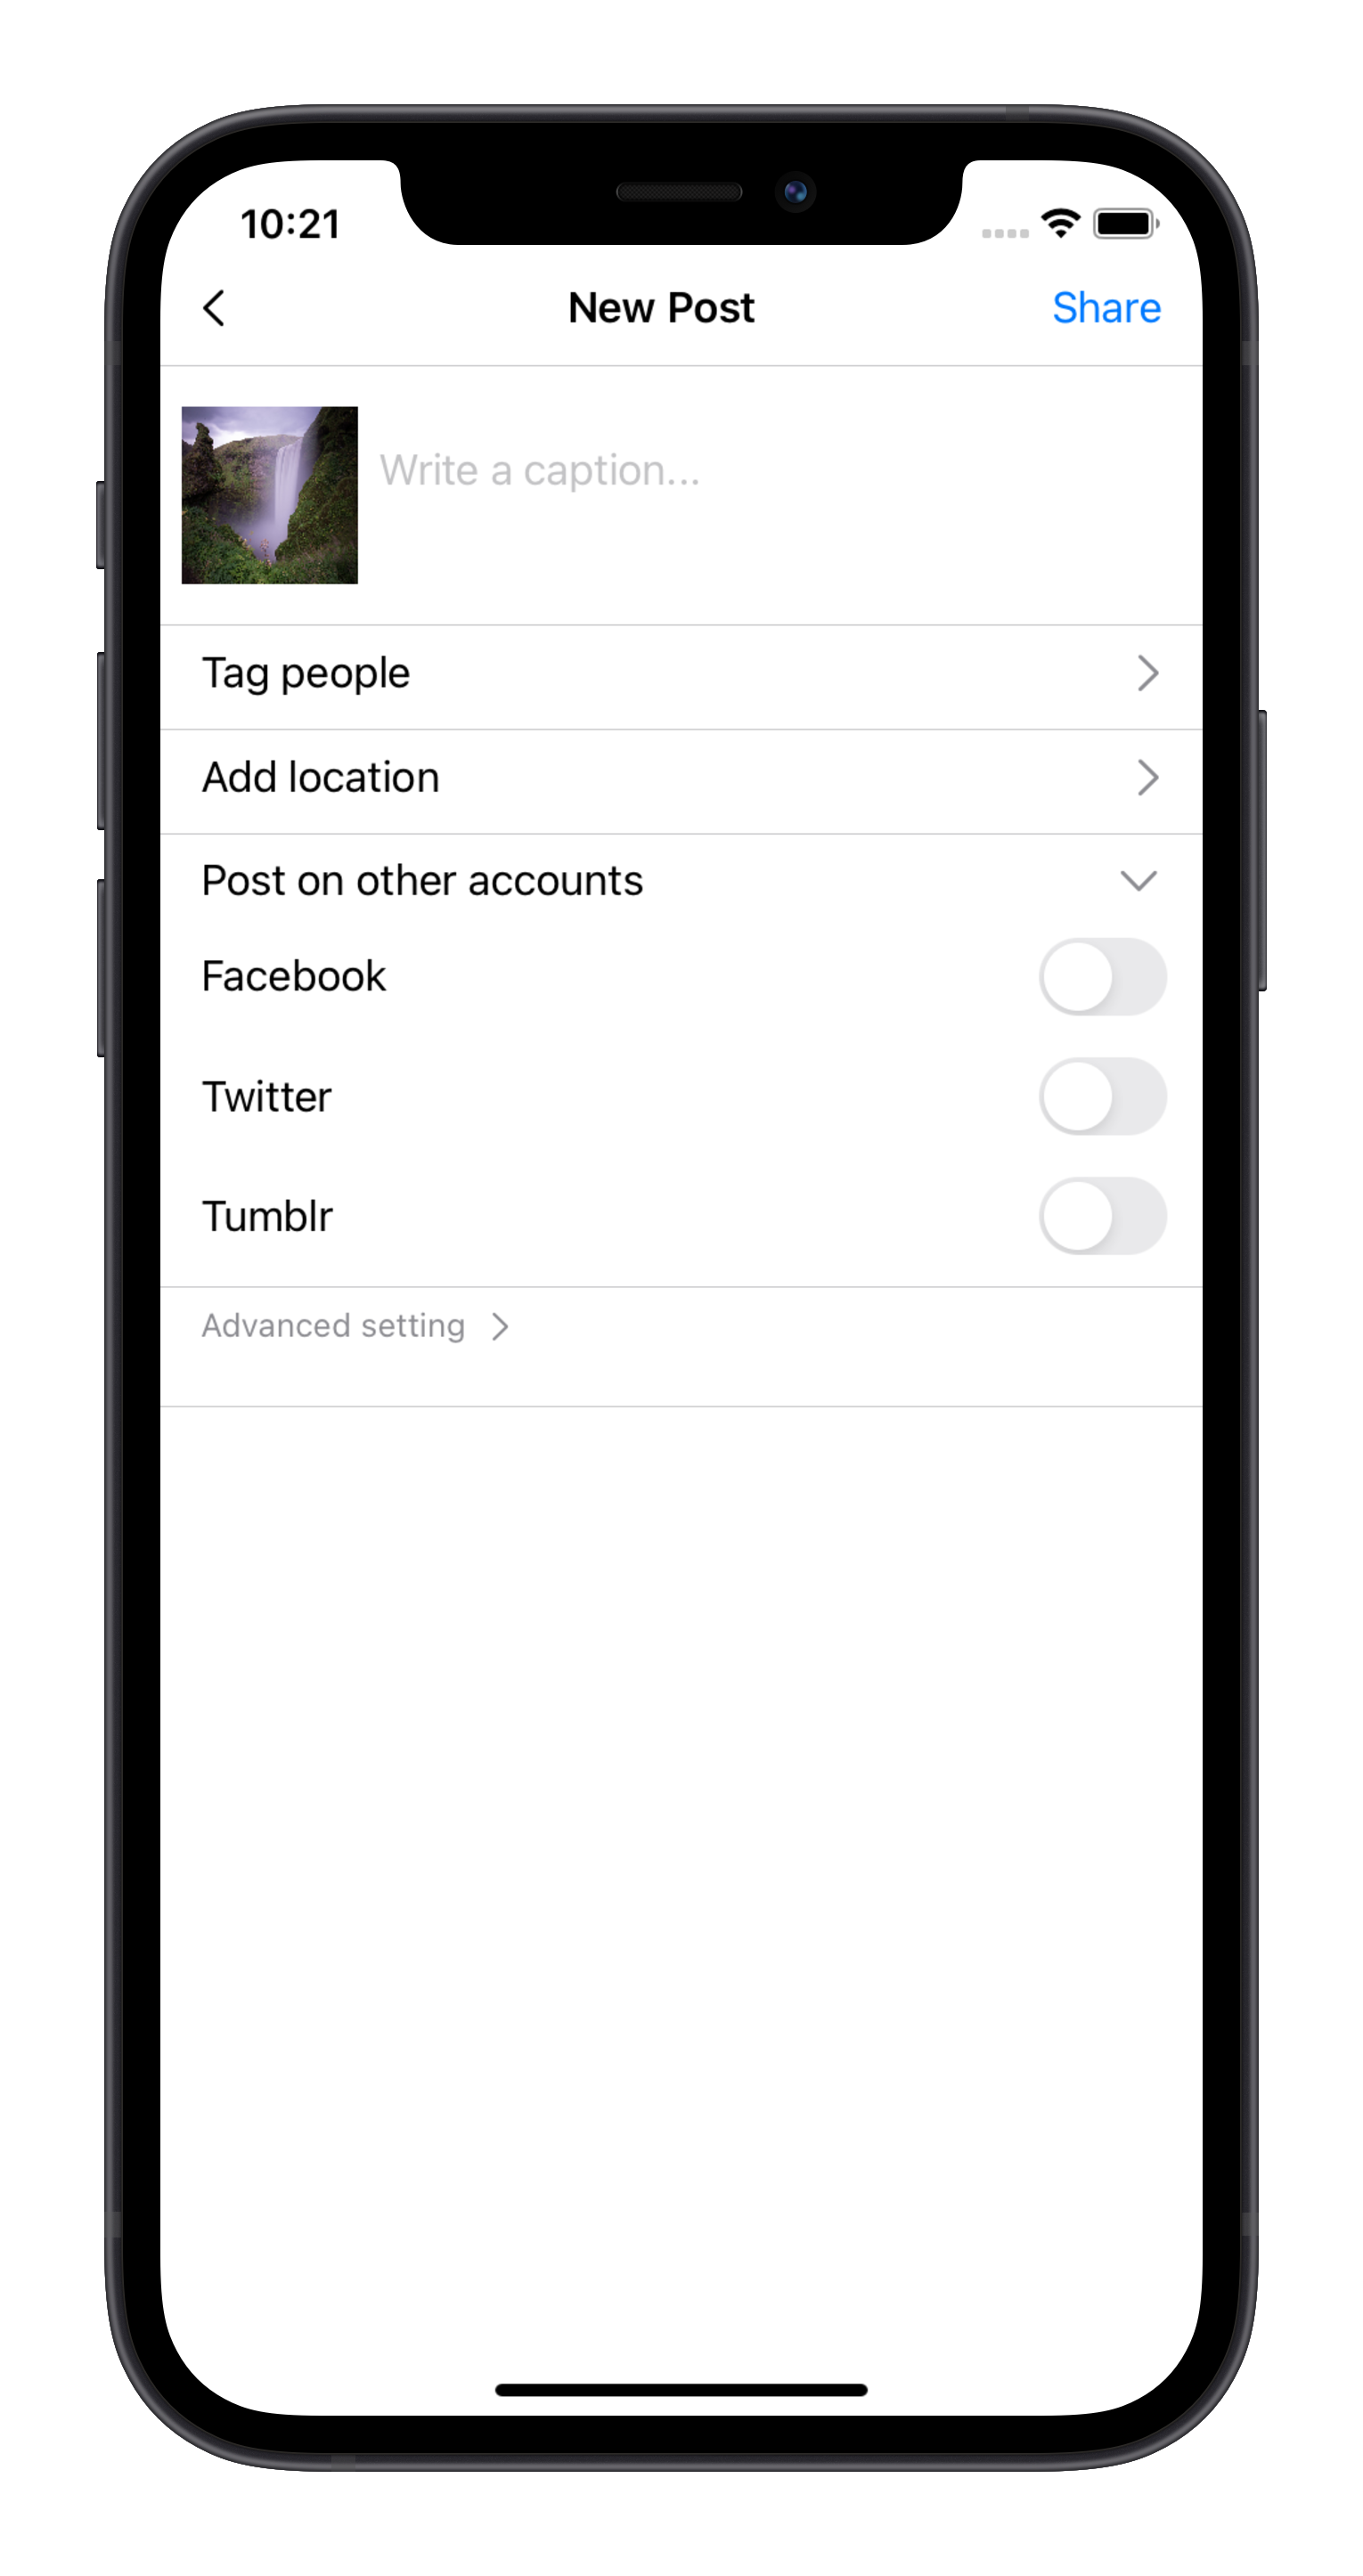 10:21
New Post
Share
Write a caption...
Tag people
Add location
Post on other accounts
Facebook
Twitter
Tumblr
Advanced setting